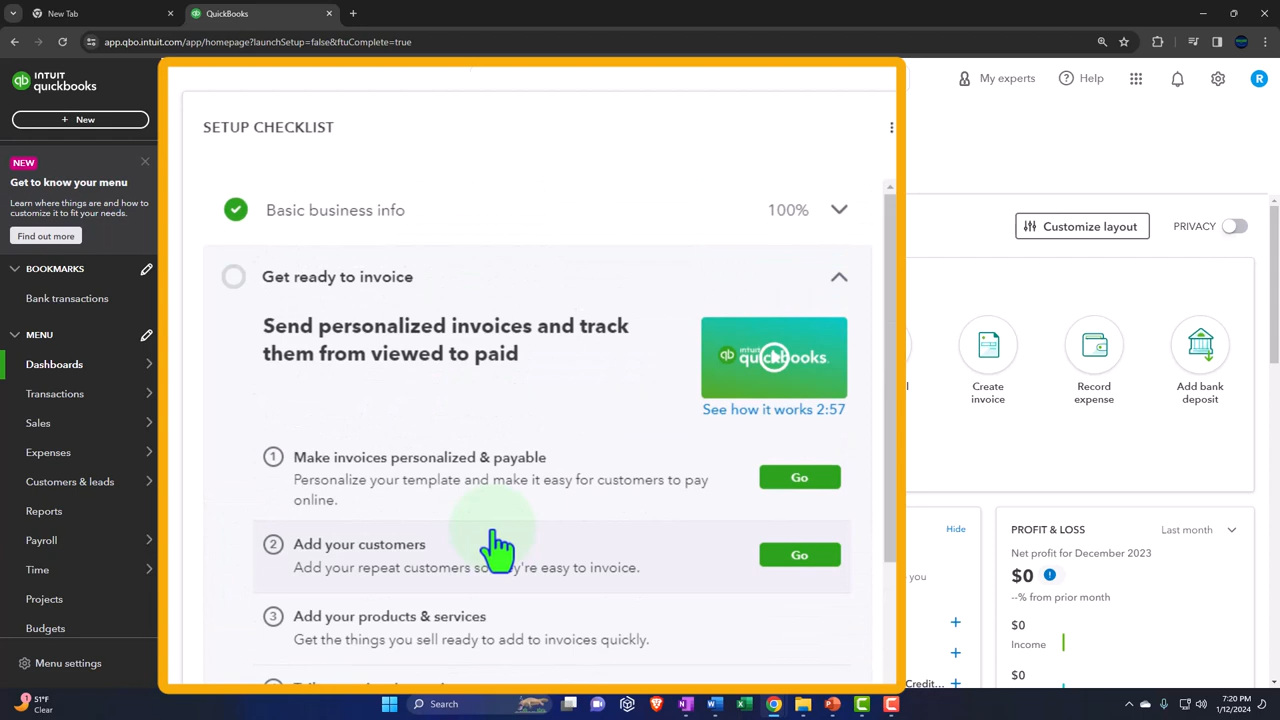 New Tab
QuickBooks
app.qbo.intuit.com/app/homepage?launchSetup=false&ftuComplete=true
INTUIT
quickbooks
+ New
NEW
Get to know your menu
Learn where things are and how to
customize it to fit your needs.
Find out more
BOOKMARKS
Bank transactions
MENU
Dashboards
Transactions
Sales
Expenses
Customers & leads
Reports
Payroll
Time
Projects
Budgets
Menu settings
SETUP CHECKLIST
Basic business info 100%
Get ready to invoice
Send personalized invoices and track
them from viewed to paid
qb intuit quickbooks.
See how it works 2:57
1 Make invoices personalized & payable
Personalize your template and make it easy for customers to pay
online.
Go
2 Add your customers
Add your repeat customers so they're easy to invoice.
Go
3 Add your products & services
Get the things you sell ready to add to invoices quickly.
My experts
Help
R
Customize layout
PRIVACY
Create
invoice
Record
expense
Add bank
deposit
Hide
you
Credit...
PROFIT & LOSS
Last month
Net profit for December 2023
$0
--% from prior month
$0
Income
$0
51°F
Clear
Search
7:20 PM
1/12/2024